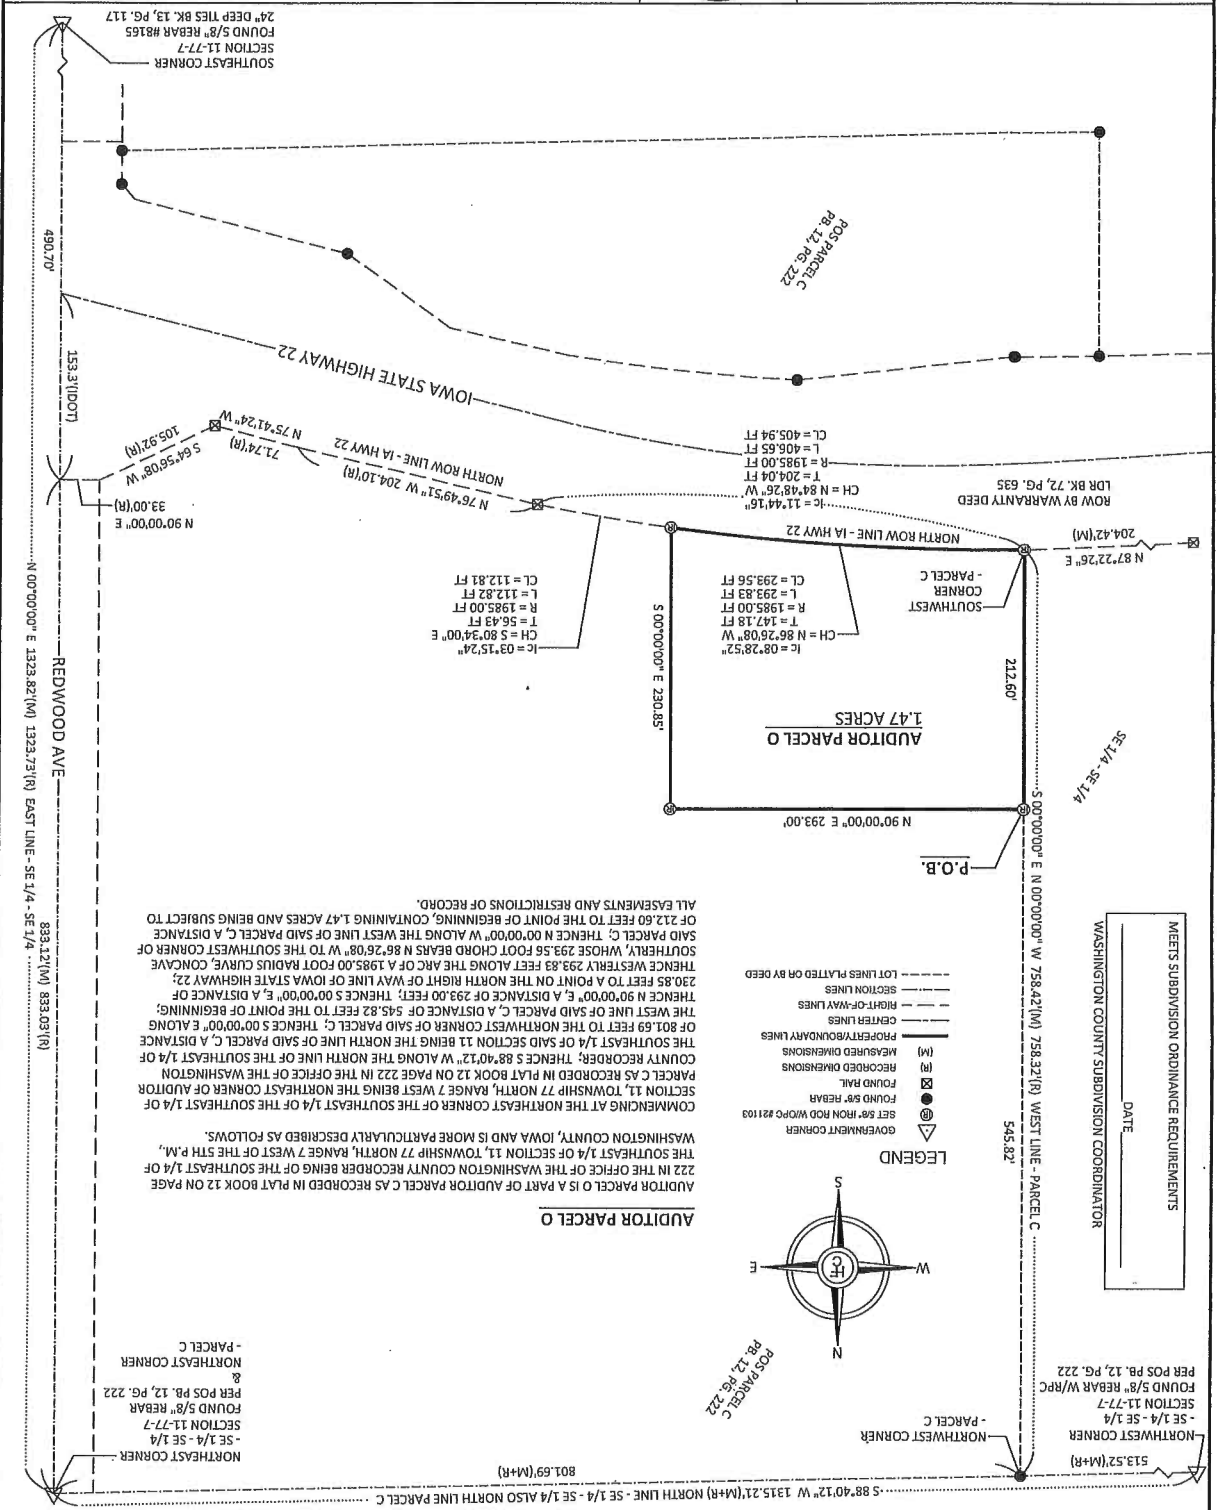 S 88°40'12" W 1315.21'(M+R) NORTH LINE - SE 1/4 - SE 1/4 ALSO NORTH LINE PARCEL C
513.52'(M+R)
801.69'(M+R)
NORTHWEST CORNER
- SE 1/4 - SE 1/4
SECTION 11-77-7
FOUND 5/8" REBAR W/RPC
PER POS PB. 12, PG. 222
NORTHWEST CORNER
- PARCEL C
NORTHEAST CORNER
- SE 1/4 - SE 1/4
SECTION 11-77-7
FOUND 5/8" REBAR
PER POS PB. 12, PG. 222
&
NORTHEAST CORNER
- PARCEL C
POS PARCEL C
PB. 12, PG. 222
N
W
E
S
HF
C
MEETS SUBDIVISION ORDINANCE REQUIREMENTS
DATE
WASHINGTON COUNTY SUBDIVISION COORDINATOR
LEGEND
GOVERNMENT CORNER
SET 5/8" IRON ROD W/OPC #21103
FOUND 5/8" REBAR
FOUND RAIL
(R) RECORDED DIMENSIONS
(M) MEASURED DIMENSIONS
PROPERTY/BOUNDARY LINES
CENTER LINES
RIGHT-OF-WAY LINES
SECTION LINES
LOT LINES PLATTED OR BY DEED
AUDITOR PARCEL O
AUDITOR PARCEL O IS A PART OF AUDITOR PARCEL C AS RECORDED IN PLAT BOOK 12 ON PAGE
222 IN THE OFFICE OF THE WASHINGTON COUNTY RECORDER BEING OF THE SOUTHEAST 1/4 OF
THE SOUTHEAST 1/4 OF SECTION 11, TOWNSHIP 77 NORTH, RANGE 7 WEST OF THE 5TH P.M.,
WASHINGTON COUNTY, IOWA AND IS MORE PARTICULARLY DESCRIBED AS FOLLOWS.
COMMENCING AT THE NORTHEAST CORNER OF THE SOUTHEAST 1/4 OF THE SOUTHEAST 1/4 OF
SECTION 11, TOWNSHIP 77 NORTH, RANGE 7 WEST BEING THE NORTHEAST CORNER OF AUDITOR
PARCEL C AS RECORDED IN PLAT BOOK 12 ON PAGE 222 IN THE OFFICE OF THE WASHINGTON
COUNTY RECORDER; THENCE S 88°40'12" W ALONG THE NORTH LINE OF THE SOUTHEAST 1/4 OF
THE SOUTHEAST 1/4 OF SAID SECTION 11 BEING THE NORTH LINE OF SAID PARCEL C, A DISTANCE
OF 801.69 FEET TO THE NORTHWEST CORNER OF SAID PARCEL C; THENCE S 00°00'00" E ALONG
THE WEST LINE OF SAID PARCEL C, A DISTANCE OF 545.82 FEET TO THE POINT OF BEGINNING;
THENCE N 90°00'00" E, A DISTANCE OF 293.00 FEET; THENCE S 00°00'00" E, A DISTANCE OF
230.85 FEET TO A POINT ON THE NORTH RIGHT OF WAY LINE OF IOWA STATE HIGHWAY 22;
THENCE WESTERLY 293.83 FEET ALONG THE ARC OF A 1985.00 FOOT RADIUS CURVE, CONCAVE
SOUTHERLY, WHOSE 293.56 FOOT CHORD BEARS N 86°26'08" W TO THE SOUTHWEST CORNER OF
SAID PARCEL C; THENCE N 00°00'00" W ALONG THE WEST LINE OF SAID PARCEL C, A DISTANCE
OF 212.60 FEET TO THE POINT OF BEGINNING, CONTAINING 1.47 ACRES AND BEING SUBJECT TO
ALL EASEMENTS AND RESTRICTIONS OF RECORD.
545.82'
S 00°00'00" E N 00°00'00" W 758.42'(M) 758.32'(R) WEST LINE - PARCEL C
833.12'(M) 833.03'(R)
N 00°00'00" E 1323.82'(M) 1323.73'(R) EAST LINE - SE 1/4 - SE 1/4
REDWOOD AVE
SE 1/4 - SE 1/4
P.O.B.
N 90°00'00" E 293.00'
AUDITOR PARCEL O
1.47 ACRES
212.60'
S 00°00'00" E 230.85'
Ic = 08°28'52"
CH = N 86°26'08" W
T = 147.18 FT
R = 1985.00 FT
L = 293.83 FT
CL = 293.56 FT
Ic = 03°15'24"
CH = S 80°34'00" E
T = 56.43 FT
R = 1985.00 FT
L = 112.82 FT
CL = 112.81 FT
SOUTHWEST
CORNER
- PARCEL C
N 87°22'26" E
204.42'(M)
NORTH ROW LINE - IA HWY 22
ROW BY WARRANTY DEED
LDR BK. 72, PG. 635
Ic = 11°44'16"
CH = N 84°48'26" W
T = 204.04 FT
R = 1985.00 FT
L = 406.65 FT
CL = 405.94 FT
N 76°49'51" W 204.10'(R)
NORTH ROW LINE - IA HWY 22
71.74'(R)
N 75°41'24" W
S 64°56'08" W
105.92'(R)
N 90°00'00" E
33.00'(R)
153.3'(IDOT)
IOWA STATE HIGHWAY 22
490.70'
POS PARCEL C
PB. 12, PG. 222
SOUTHEAST CORNER
SECTION 11-77-7
FOUND 5/8" REBAR #8165
24" DEEP TIES BK. 13, PG. 117